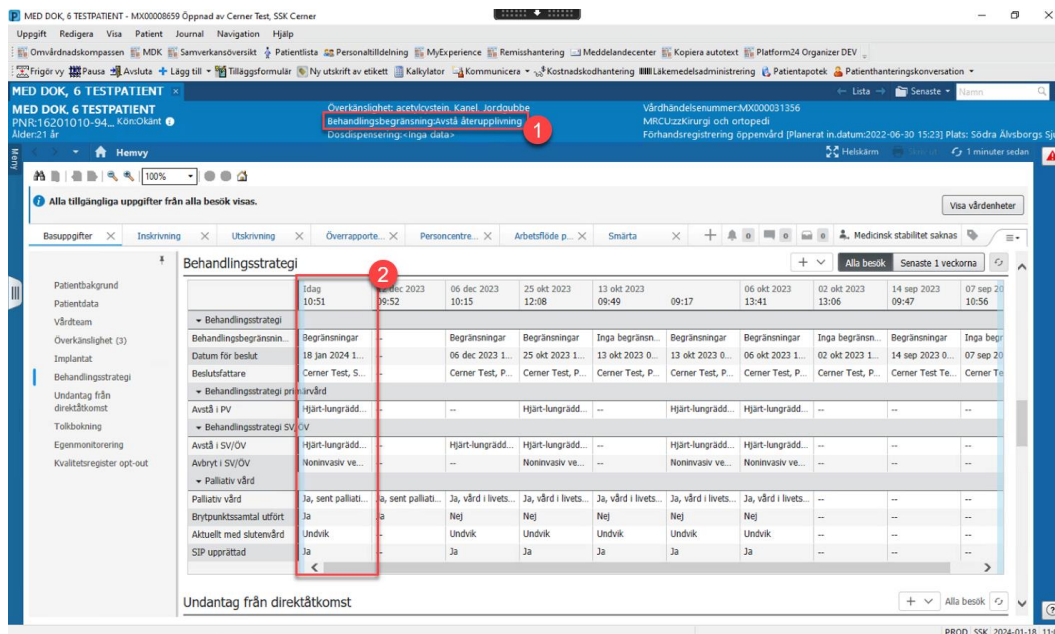 MED DOK, 6 TESTPATIENT - MX00008659 Öppnad av Cerner Test, SSK Cerner
Uppgift Redigera Visa Patient Journal Navigation Hjälp
Omvårdnadskompassen MDK Samverkansöversikt Patientlista Personaltilldelning MyExperience Remisshantering Meddelandecenter Kopiera autotext Platform24 Organizer DEV
Frigör vy Pausa Avsluta Lägg till Tilläggsformulär Ny utskrift av etikett Kalkylator Kommunicera Kostnadskodhantering Läkemedelsadministrering Patientapotek Patienthanteringskonversation
MED DOK, 6 TESTPATIENT Lista Senaste Namn
MED DOK, 6 TESTPATIENT Överkänslighet: acetylcystein, Kanel, Jordgubbe Vårdhändelsenummer:MX000031356
PNR:16201010-94... Kön:Okänt Behandlingsbegränsning:Avstå återupplivning MRCU:zzKirurgi och ortopedi
1
Ålder:21 år Dosdispensering:<Inga data> Förhandsregistrering öppenvård [Planerat in.datum:2022-06-30 15:23] Plats: Södra Älvsborgs Sj
Meny Hemvy Helskärm 1 minuter sedan
100%
Alla tillgängliga uppgifter från alla besök visas. Visa vårdenheter
Basuppgifter Inskrivning Utskrivning Överrapporte... Personcentre... Arbetsflöde p... Smärta 0 0 0 Medicinsk stabilitet saknas
Behandlingsstrategi Alla besök Senaste 1 veckorna
2
Patientbakgrund
Patientdata
Vårdteam
Överkänslighet (3)
Implantat
Behandlingsstrategi
Undantag från
direktåtkomst
Tolkbokning
Egenmonitorering
Kvalitetsregister opt-out
Idag dec 2023 06 dec 2023 25 okt 2023 13 okt 2023 06 okt 2023 02 okt 2023 14 sep 2023 07 sep 20
10:51 09:52 10:15 12:08 09:49 09:17 13:41 13:06 09:47 10:56
Behandlingsstrategi
Behandlingsbegränsnin... Begränsningar -- Begränsningar Begränsningar Inga begränsn... Begränsningar Begränsningar Inga begränsn... Begränsningar Inga begr
Datum för beslut 18 jan 2024 1... -- 06 dec 2023 1... 25 okt 2023 1... 13 okt 2023 0... 13 okt 2023 0... 06 okt 2023 1... 02 okt 2023 1... 14 sep 2023 0... 07 sep 20
Beslutsfattare Cerner Test, S... -- Cerner Test, P... Cerner Test, P... Cerner Test, P... Cerner Test, P... Cerner Test, P... Cerner Test, P... Cerner Test Te... Cerner Te
Behandlingsstrategi primärvård
Avstå i PV Hjärt-lungrädd... -- -- Hjärt-lungrädd... -- Hjärt-lungrädd... Hjärt-lungrädd... -- -- --
Behandlingsstrategi SV/ÖV
Avstå i SV/ÖV Hjärt-lungrädd... -- Hjärt-lungrädd... Hjärt-lungrädd... -- Hjärt-lungrädd... Hjärt-lungrädd... -- -- --
Avbryt i SV/ÖV Noninvasiv ve... -- -- Noninvasiv ve... -- Noninvasiv ve... Noninvasiv ve... -- -- --
Palliativ vård
Palliativ vård Ja, sent palliati... Ja, sent palliati... Ja, vård i livets... Ja, vård i livets... Ja, vård i livets... Ja, vård i livets... Ja, vård i livets... -- -- --
Brytpunktssamtal utfört Ja Ja Nej Nej Nej Nej Nej -- -- --
Aktuellt med slutenvård Undvik -- Undvik Undvik Undvik Undvik Undvik -- -- --
SIP upprättad Ja -- Ja Ja Ja Ja Ja -- -- --
Undantag från direktåtkomst Alla besök
PROD SSK 2024-01-18 11:0